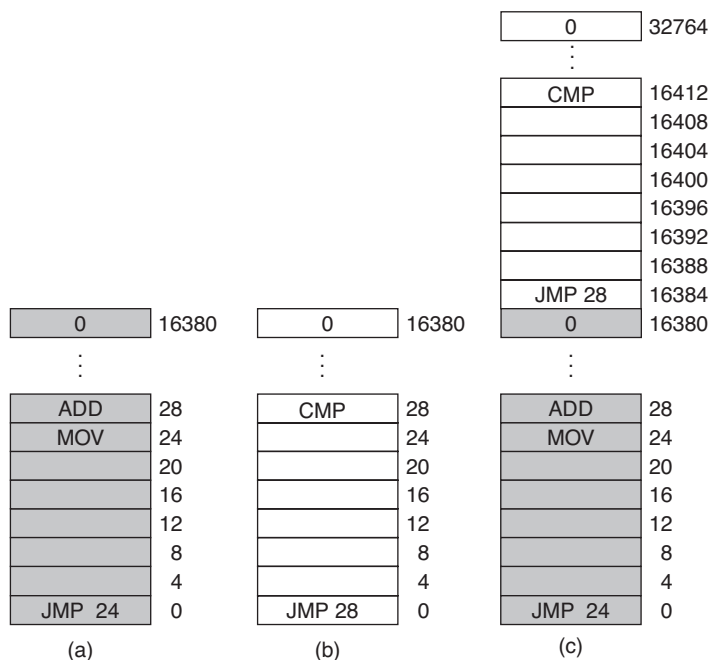 0 32764
CMP 16412
16408
16404
16400
16396
16392
16388
JMP 28 16384
0 16380 0 16380 0 16380
ADD 28 CMP 28 ADD 28
MOV 24 24 MOV 24
20 20 20
16 16 16
12 12 12
8 8 8
4 4 4
JMP 24 0 JMP 28 0 JMP 24 0
(a) (b) (c)